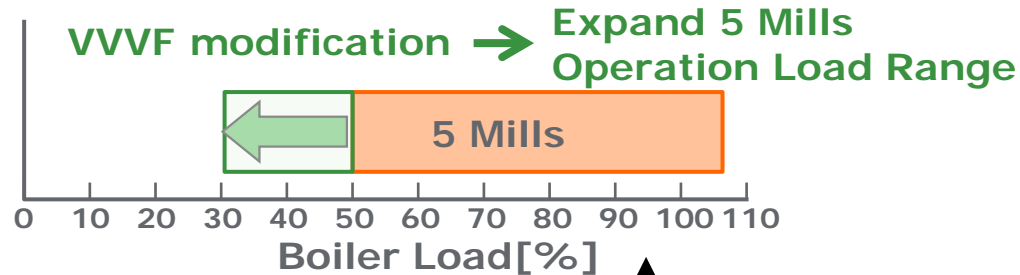 VVVF modification
Expand 5 Mills
Operation Load Range
5 Mills
0 10 20 30 40 50 60 70 80 90 100 110
Boiler Load[%]